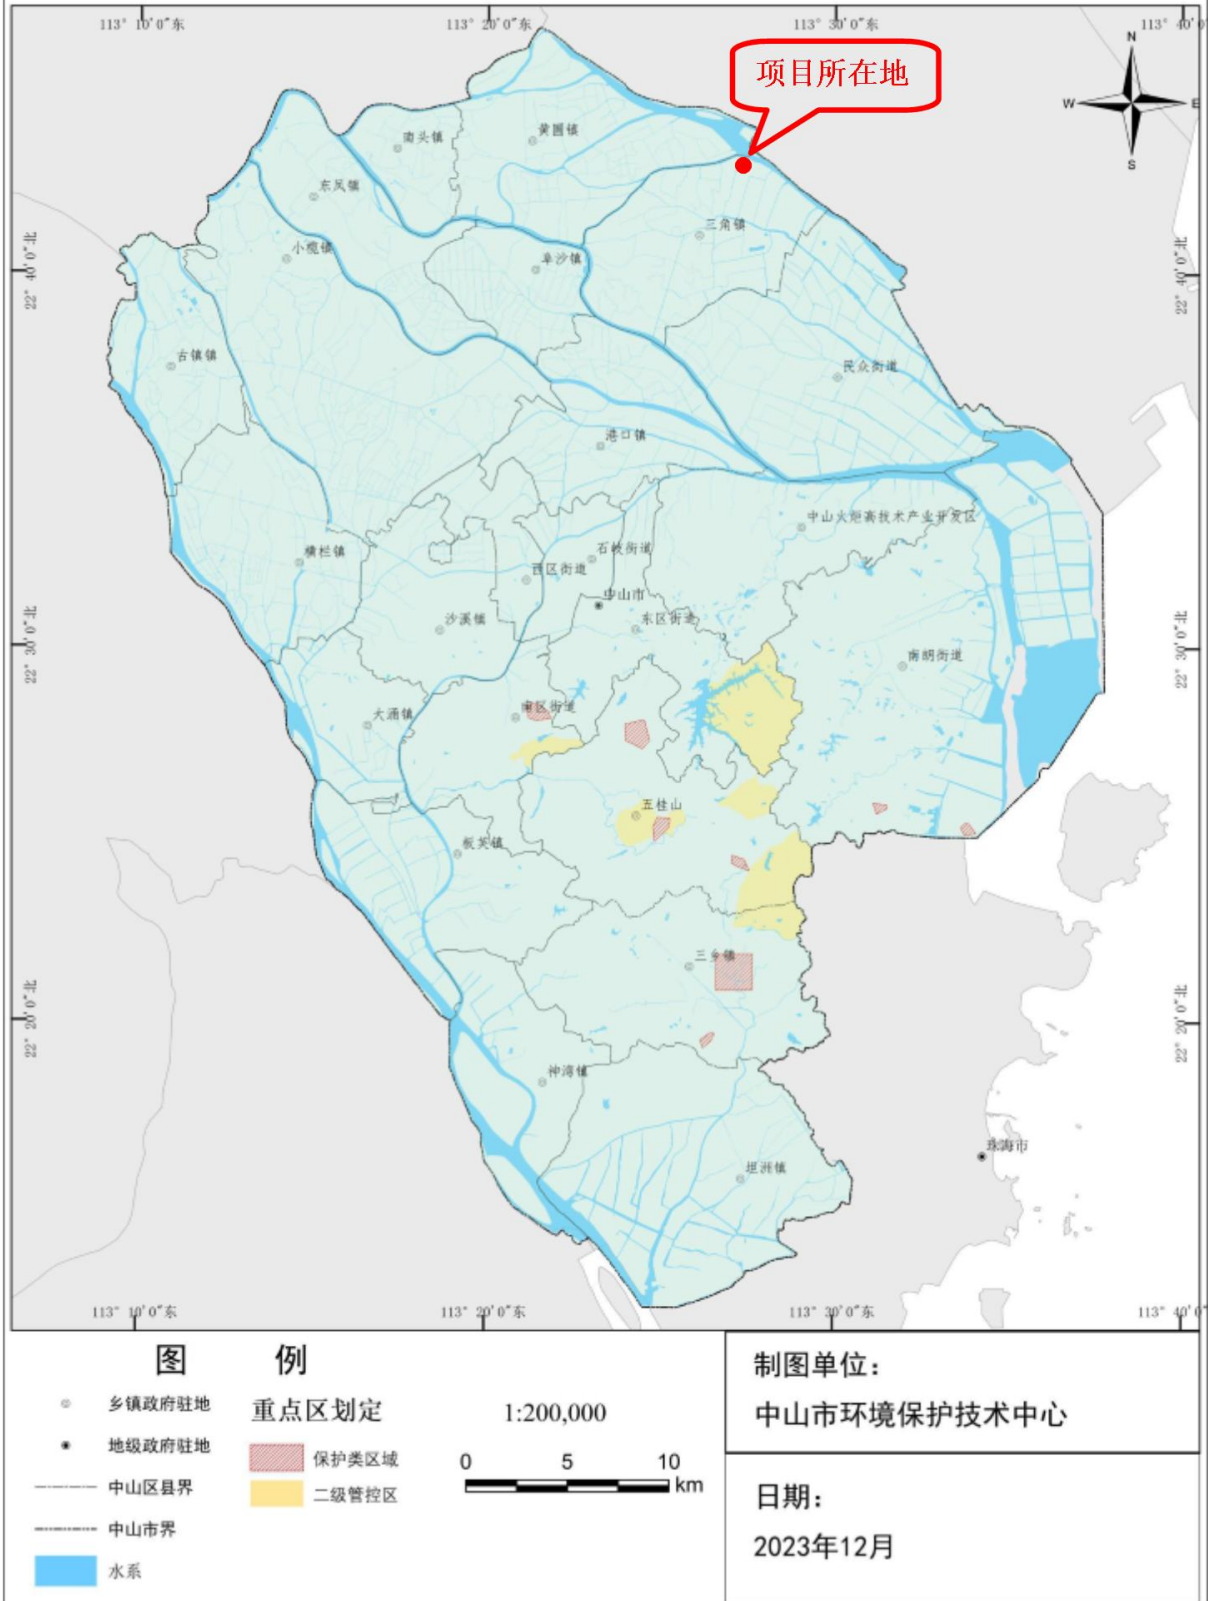 113° 10′ 0″东
113° 20′ 0″东
113° 30′ 0″东
113° 40′ 0″
N
W
E
S
项目所在地
南头镇
黄圃镇
东凤镇
三角镇
小榄镇
阜沙镇
22° 40′ 0″北
22° 40′ 0″北
古镇镇
民众街道
港口镇
中山火炬高技术产业开发区
横栏镇
石岐街道
西区街道
中山市
沙溪镇
东区街道
22° 30′ 0″北
22° 30′ 0″北
南朗街道
大涌镇
南区街道
五桂山
板芙镇
三乡镇
22° 20′ 0″北
22° 20′ 0″北
神湾镇
珠海市
坦洲镇
113° 10′ 0″东
113° 20′ 0″东
113° 30′ 0″东
113° 40′ 0″
图 例
乡镇政府驻地
地级政府驻地
中山区县界
中山市界
水系
重点区划定
保护类区域
二级管控区
1:200,000
0 5 10
km
制图单位：
中山市环境保护技术中心
日期：
2023年12月